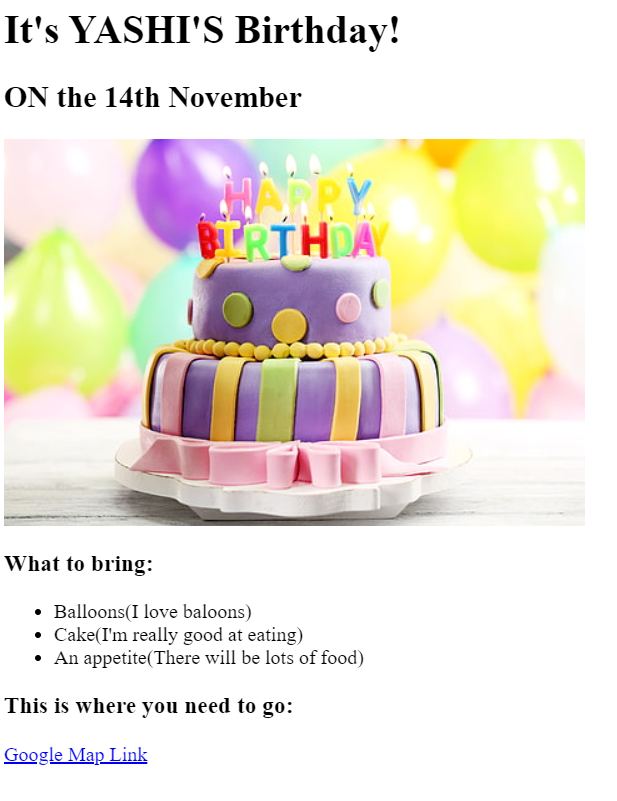 It's YASHI'S Birthday!
ON the 14th November
HAPPY
BIRTHDAY
What to bring:
Balloons(I love baloons)
Cake(I'm really good at eating)
An appetite(There will be lots of food)
This is where you need to go:
Google Map Link